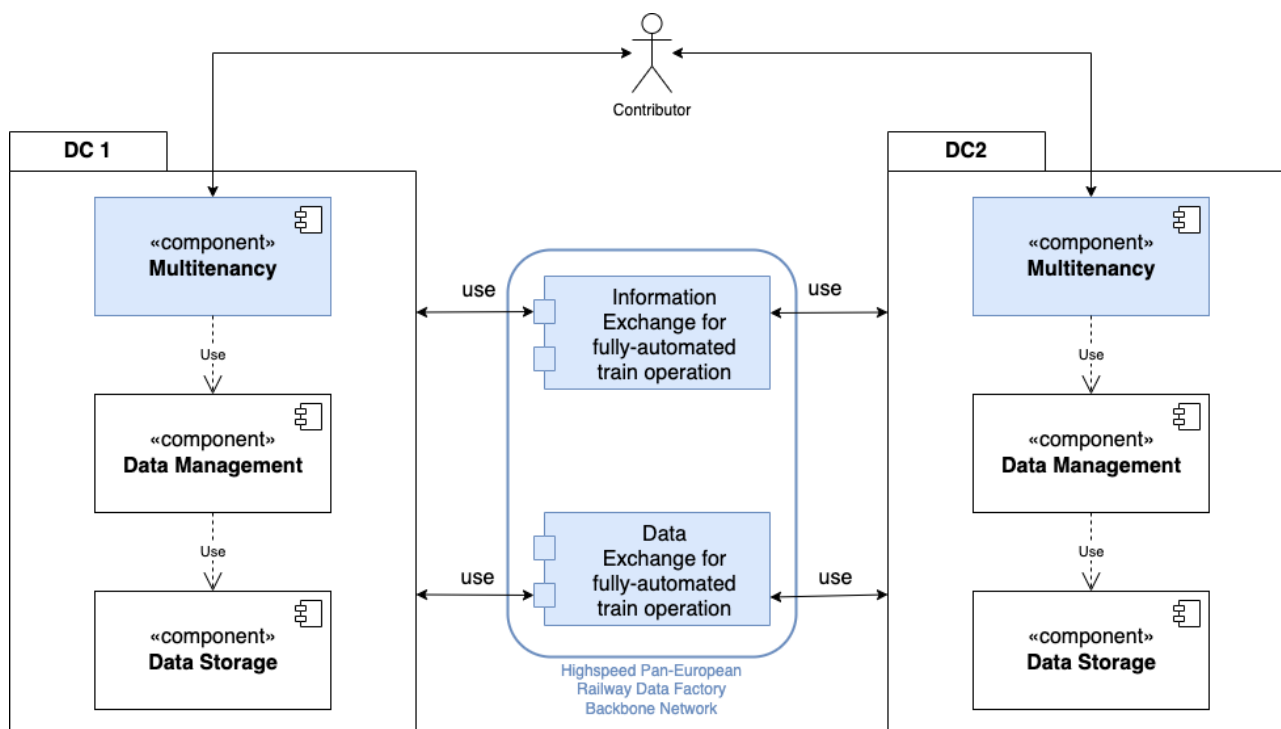 Contributor
DC 1
«component»
Multitenancy
Use
«component»
Data Management
Use
«component»
Data Storage
use
Information
Exchange for
fully-automated
train operation
use
use
Data
Exchange for
fully-automated
train operation
use
Highspeed Pan-European
Railway Data Factory
Backbone Network
DC2
«component»
Multitenancy
Use
«component»
Data Management
Use
«component»
Data Storage